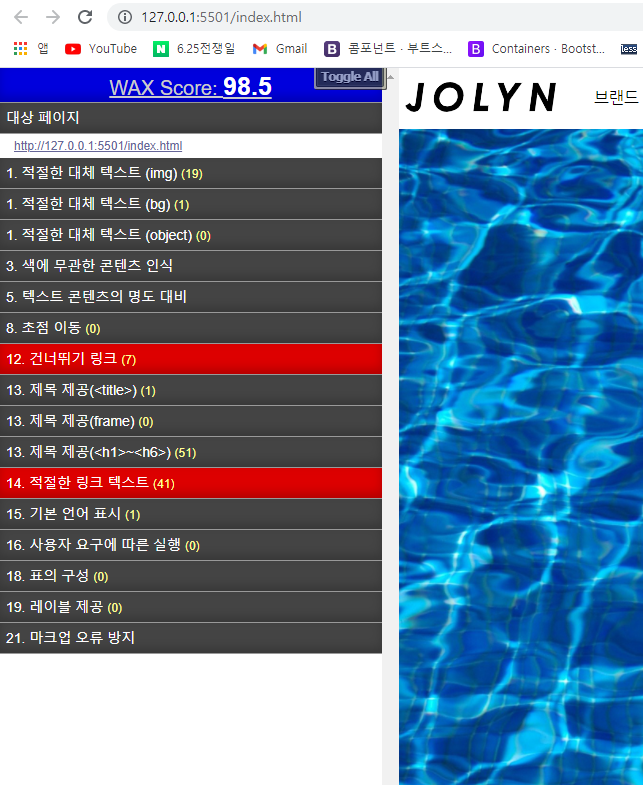 127.0.0.1:5501/index.html
앱 YouTube 6.25전쟁일 Gmail 콤포넌트 · 부트스... Containers · Bootst... less
WAX Score: 98.5 Toggle All
대상 페이지
http://127.0.0.1:5501/index.html
1. 적절한 대체 텍스트 (img) (19)
1. 적절한 대체 텍스트 (bg) (1)
1. 적절한 대체 텍스트 (object) (0)
3. 색에 무관한 콘텐츠 인식
5. 텍스트 콘텐츠의 명도 대비
8. 초점 이동 (0)
12. 건너뛰기 링크 (7)
13. 제목 제공(<title>) (1)
13. 제목 제공(frame) (0)
13. 제목 제공(<h1>~<h6>) (51)
14. 적절한 링크 텍스트 (41)
15. 기본 언어 표시 (1)
16. 사용자 요구에 따른 실행 (0)
18. 표의 구성 (0)
19. 레이블 제공 (0)
21. 마크업 오류 방지
JOLYN 브랜드